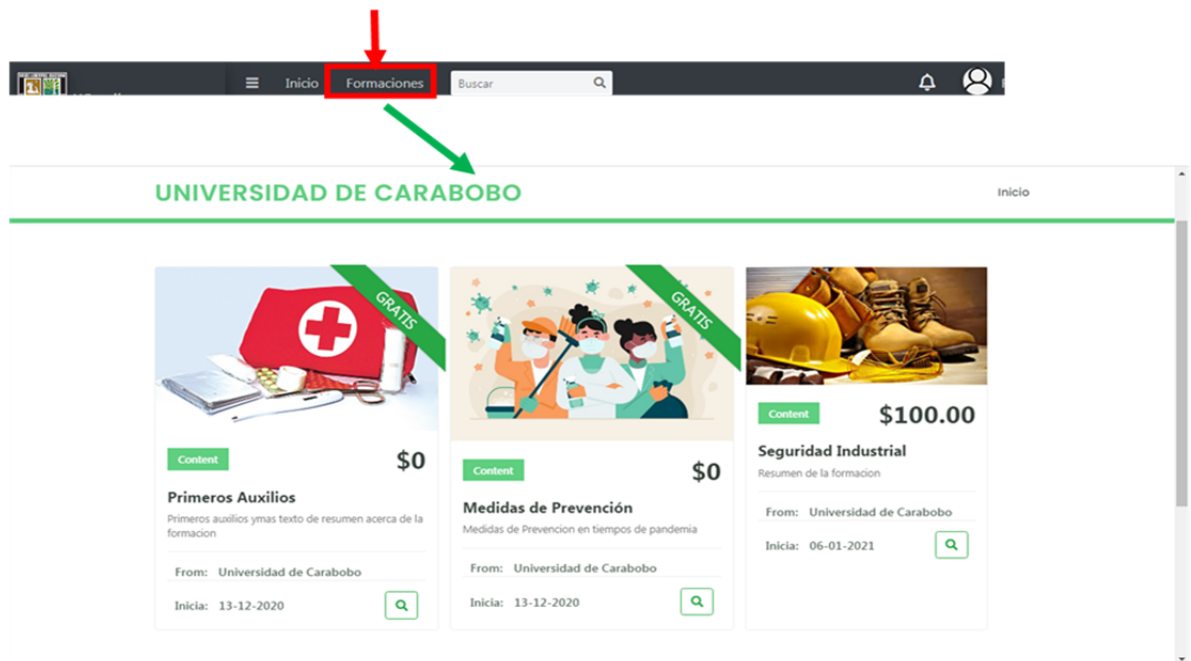 Inicio Formaciones Buscar
UNIVERSIDAD DE CARABOBO
Inicio
GRATIS
Content $0
Primeros Auxilios
Primeros auxilios ymas texto de resumen acerca de la
formacion
From: Universidad de Carabobo
Inicia: 13-12-2020
GRATIS
Content $0
Medidas de Prevención
Medidas de Prevencion en tiempos de pandemia
From: Universidad de Carabobo
Inicia: 13-12-2020
Content $100.00
Seguridad Industrial
Resumen de la formacion
From: Universidad de Carabobo
Inicia: 06-01-2021